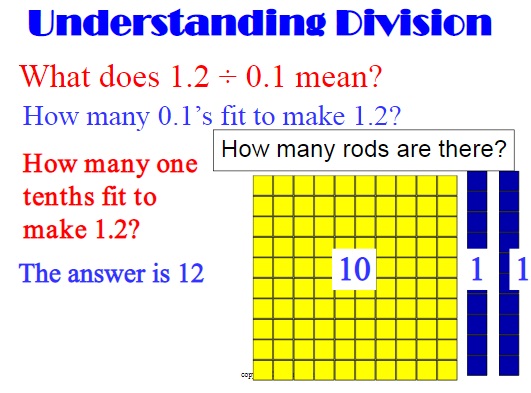 Understanding Division
What does 1.2 ÷ 0.1 mean?
How many 0.1’s fit to make 1.2?
How many rods are there?
How many one
tenths fit to
make 1.2?
The answer is 12
10
1
1